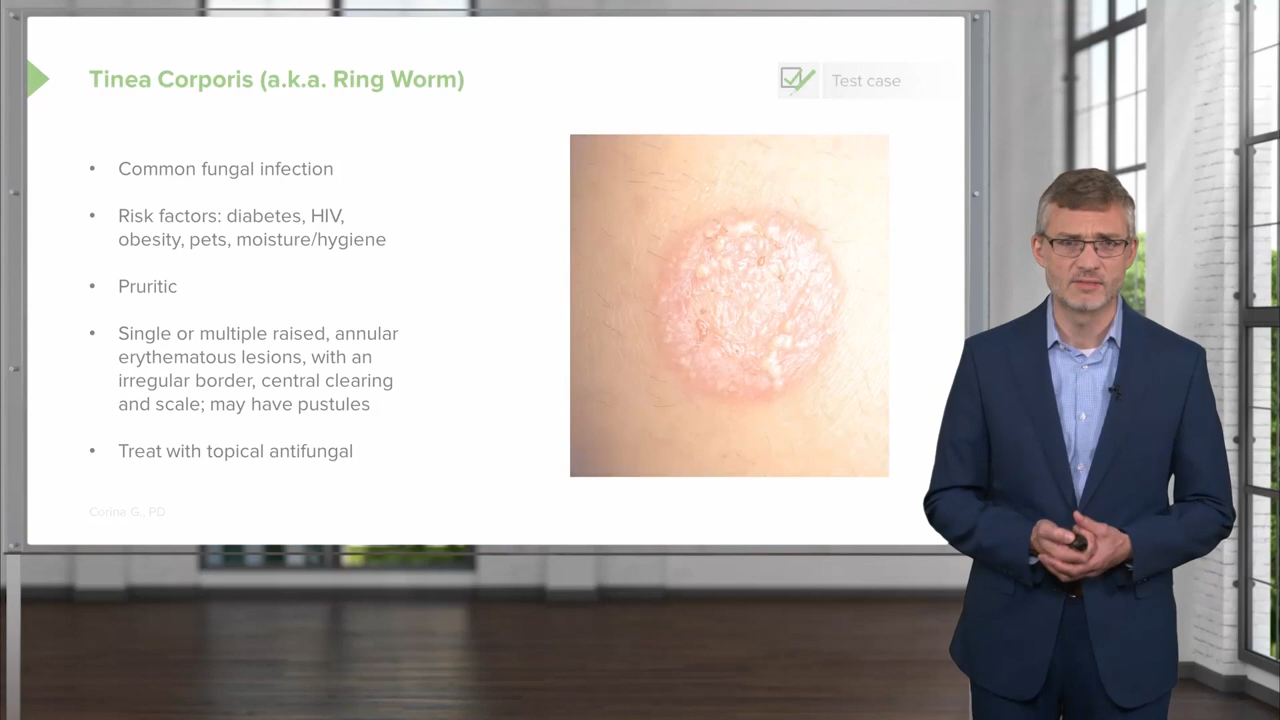 Tinea Corporis (a.k.a. Ring Worm)
Test case
• Common fungal infection
• Risk factors: diabetes, HIV,
obesity, pets, moisture/hygiene
• Pruritic
• Single or multiple raised, annular
erythematous lesions, with an
irregular border, central clearing
and scale; may have pustules
• Treat with topical antifungal
Corina G., PD